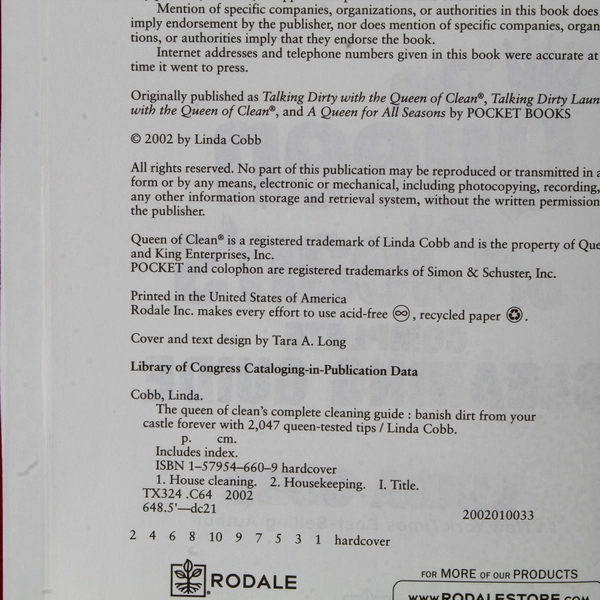 Mention of specific companies, organizations, or authorities in this book does
imply endorsement by the publisher, nor does mention of specific companies, organ
tions, or authorities imply that they endorse the book.
Internet addresses and telephone numbers given in this book were accurate at
time it went to press.
Originally published as Talking Dirty with the Queen of Clean®, Talking Dirty Laun
with the Queen of Clean®, and A Queen for All Seasons by POCKET BOOKS
© 2002 by Linda Cobb
All rights reserved. No part of this publication may be reproduced or transmitted in a
form or by any means, electronic or mechanical, including photocopying, recording,
any other information storage and retrieval system, without the written permission
the publisher.
Queen of Clean® is a registered trademark of Linda Cobb and is the property of Que
and King Enterprises, Inc.
POCKET and colophon are registered trademarks of Simon & Schuster, Inc.
Printed in the United States of America
Rodale Inc. makes every effort to use acid-free ♾, recycled paper ♻.
Cover and text design by Tara A. Long
Library of Congress Cataloging-in-Publication Data
Cobb, Linda.
The queen of clean's complete cleaning guide : banish dirt from your
castle forever with 2,047 queen-tested tips / Linda Cobb.
p. cm.
Includes index.
ISBN 1–57954–660–9 hardcover
1. House cleaning. 2. Housekeeping. I. Title.
TX324 .C64 2002
648.5'—dc21
2002010033
2 4 6 8 10 9 7 5 3 1 hardcover
RODALE®
FOR MORE OF OUR PRODUCTS
WWW.RODALESTORE.COM